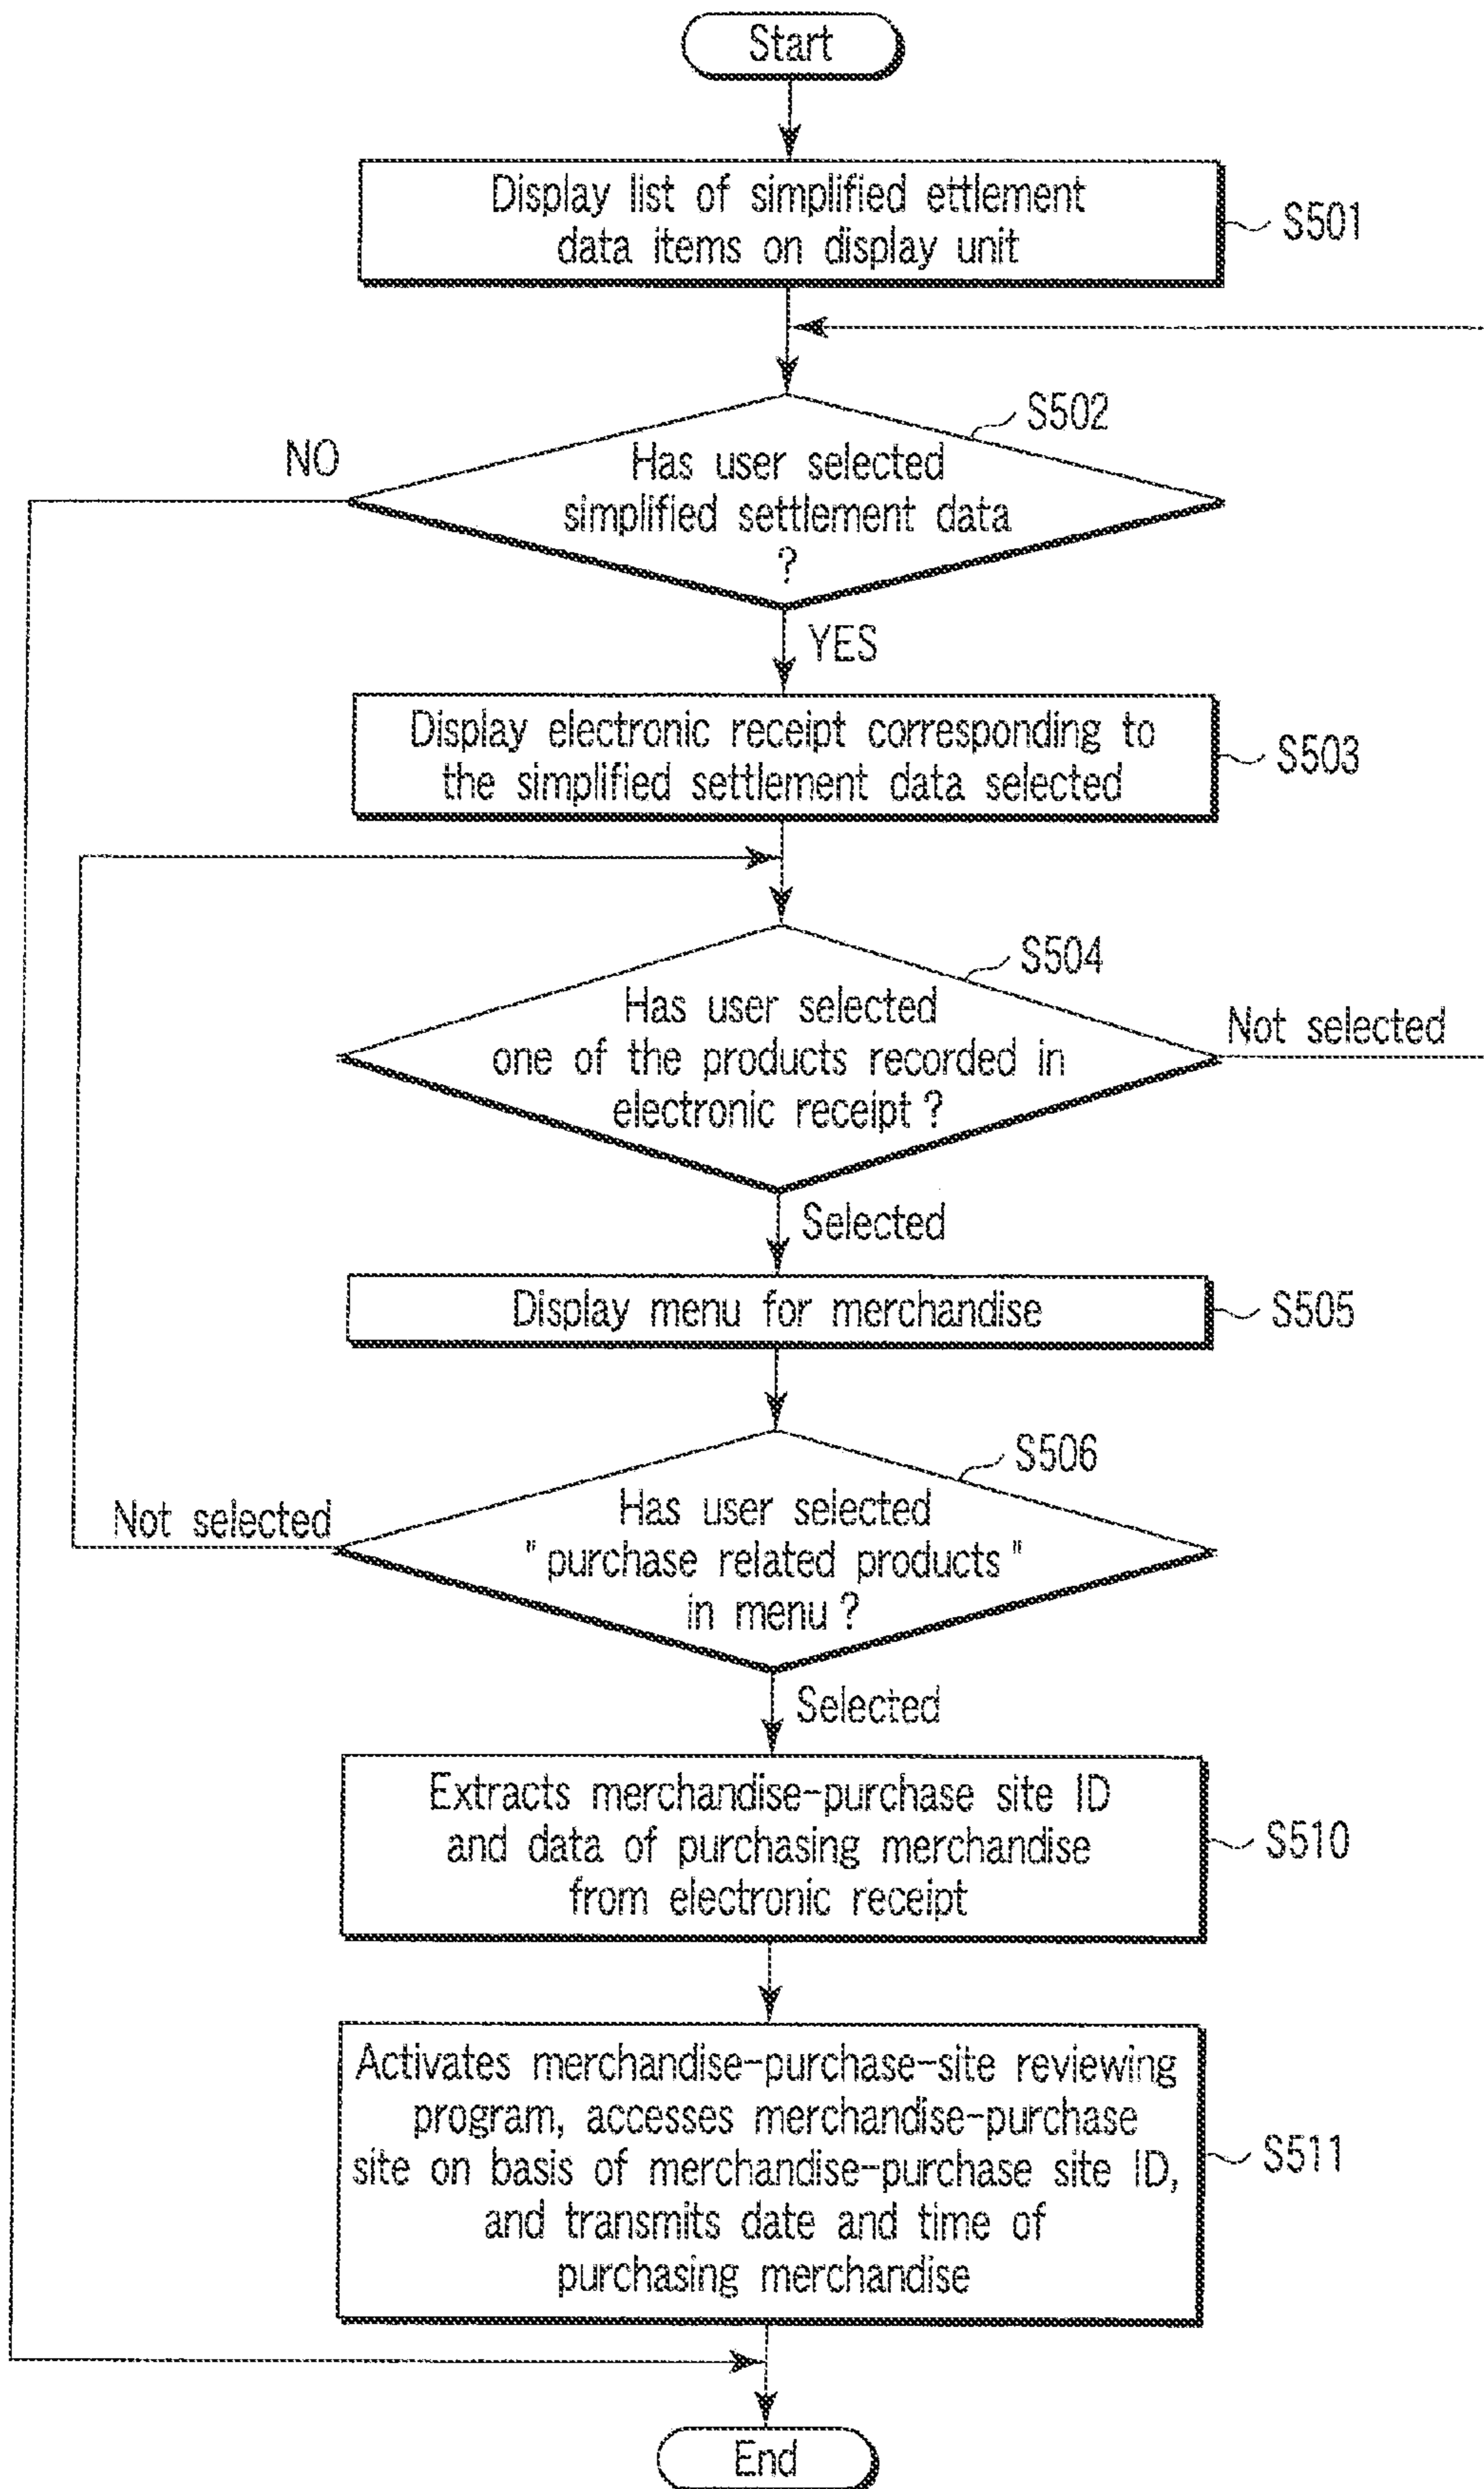 Start
Display list of simplified ettlement
data items on display unit
S501
S502
NO
Has user selected
simplified settlement data
?
YES
Display electronic receipt corresponding to
the simplified settlement data selected
S503
S504
Has user selected
one of the products recorded in
electronic receipt ?
Not selected
Selected
Display menu for merchandise
S505
S506
Not selected
Has user selected
" purchase related products "
in menu ?
Selected
Extracts merchandise-purchase site ID
and data of purchasing merchandise
from electronic receipt
S510
Activates merchandise-purchase-site reviewing
program, accesses merchandise-purchase
site on basis of merchandise-purchase site ID,
and transmits date and time of
purchasing merchandise
S511
End